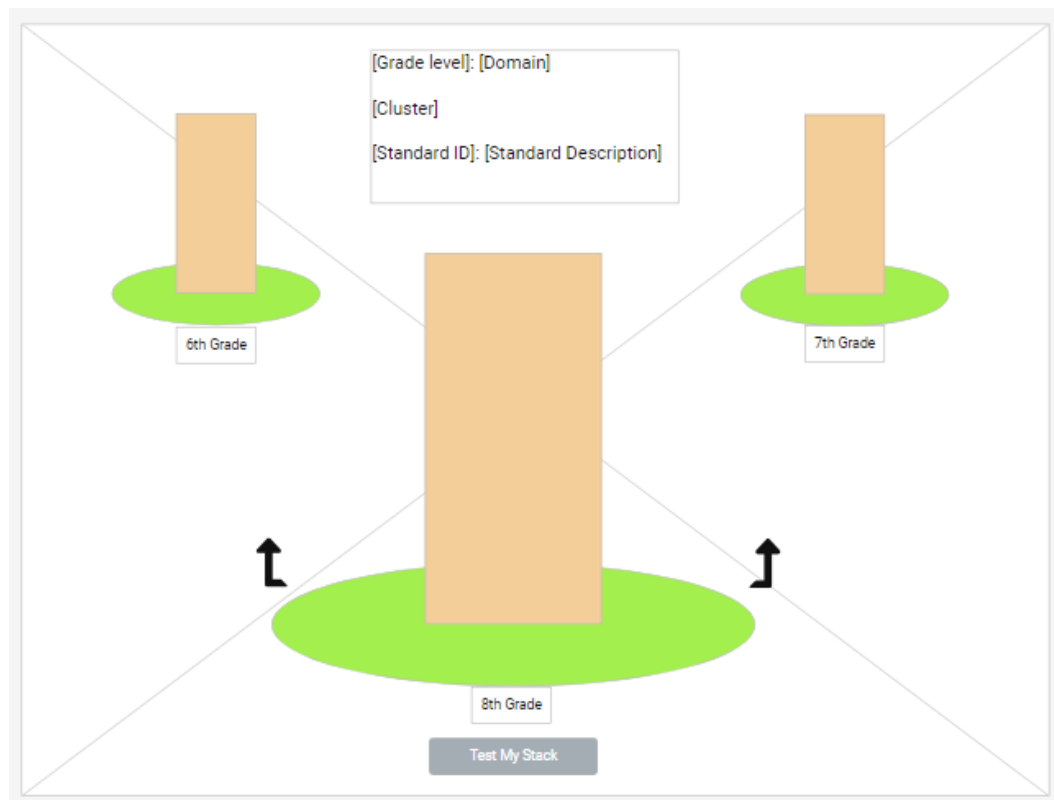 [Grade level]: [Domain]
[Cluster]
[Standard ID]: [Standard Description]
6th Grade
7th Grade
8th Grade
Test My Stack